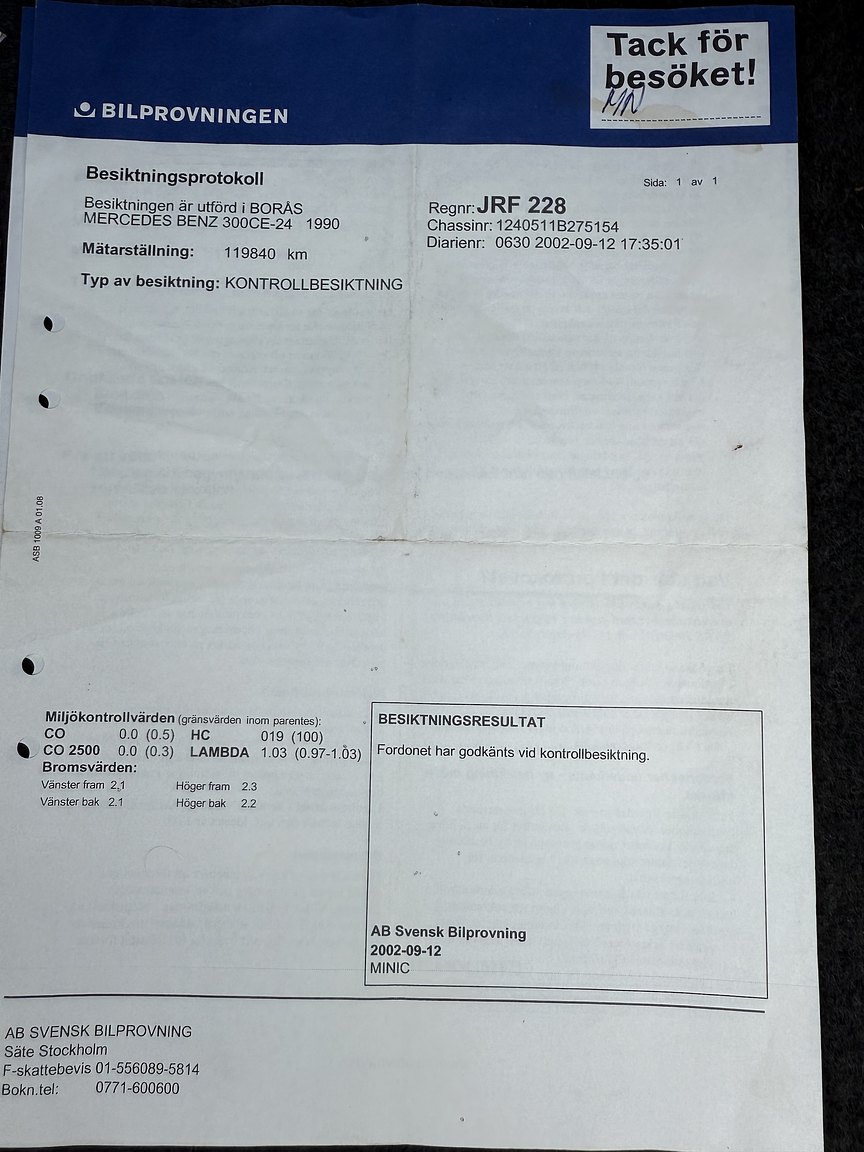 Tack för
besöket!
MN
BILPROVNINGEN
Besiktningsprotokoll
Sida: 1 av 1
Besiktningen är utförd i BORÅS
MERCEDES BENZ 300CE-24 1990
Regnr: JRF 228
Chassinr: 1240511B275154
Diarienr: 0630 2002-09-12 17:35:01
Mätarställning: 119840 km
Typ av besiktning: KONTROLLBESIKTNING
ASB 1009 A 01.08
Miljökontrollvärden (gränsvärden inom parentes):
CO 0.0 (0.5) HC 019 (100)
CO 2500 0.0 (0.3) LAMBDA 1.03 (0.97-1.03)
Bromsvärden:
Vänster fram 2.1 Höger fram 2.3
Vänster bak 2.1 Höger bak 2.2
BESIKTNINGSRESULTAT
Fordonet har godkänts vid kontrollbesiktning.
AB Svensk Bilprovning
2002-09-12
MINIC
AB SVENSK BILPROVNING
Säte Stockholm
F-skattebevis 01-556089-5814
Bokn.tel: 0771-600600